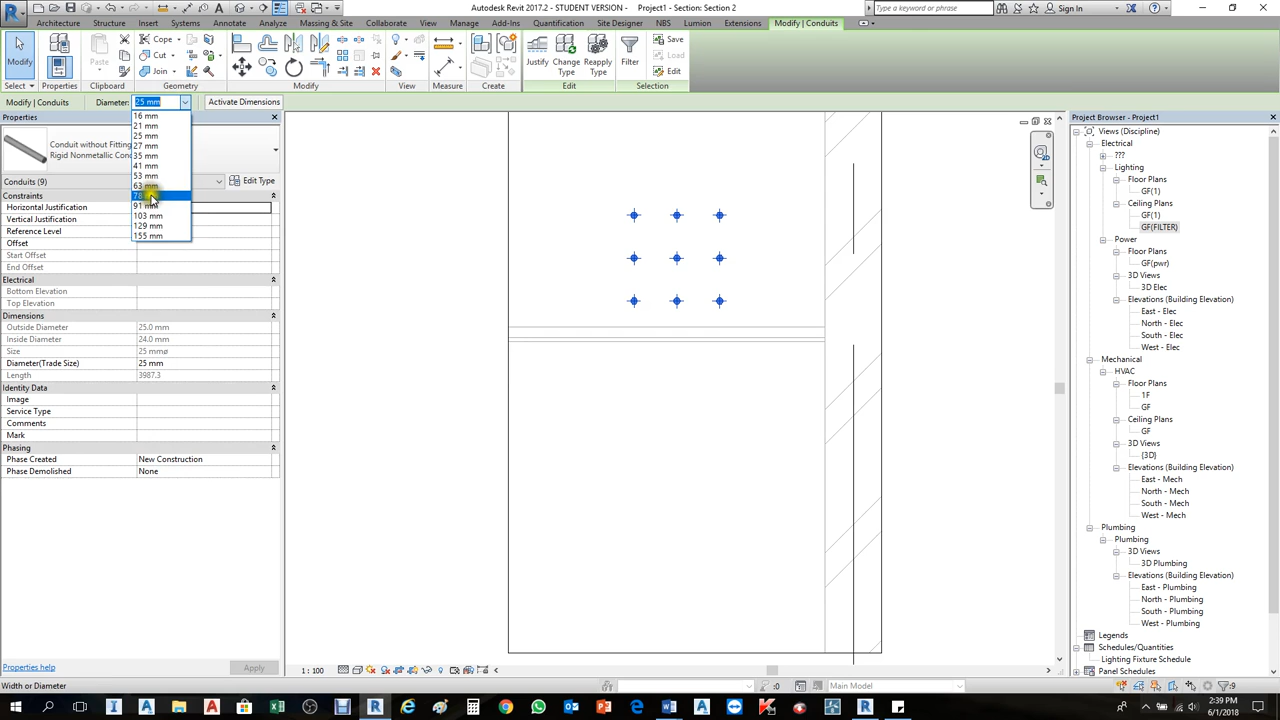 Autodesk Revit 2017.2 - STUDENT VERSION - Project1 - Section: Section 2
Type a keyword or phrase
Sign In
Architecture Structure Insert Systems Annotate Analyze Massing & Site Collaborate View Manage Add-Ins Quantification Site Designer NBS Lumion Extensions Modify | Conduits
Modify
Paste
Cope
Cut
Join
Justify
Change Type
Reapply Type
Filter
Save
Load
Edit
Select Properties Clipboard Geometry Modify View Measure Create Edit Selection
Modify | Conduits Diameter: 25 mm Activate Dimensions
16 mm
21 mm
25 mm
27 mm
35 mm
41 mm
53 mm
63 mm
78
91 mm
103 mm
129 mm
155 mm
Properties
Conduit without Fitting
Rigid Nonmetallic Con
Conduits (9) Edit Type
Constraints
Horizontal Justification
Vertical Justification
Reference Level
Offset
Start Offset
End Offset
Electrical
Bottom Elevation
Top Elevation
Dimensions
Outside Diameter 25.0 mm
Inside Diameter 24.0 mm
Size 25 mmø
Diameter(Trade Size) 25 mm
Length 3987.3
Identity Data
Image
Service Type
Comments
Mark
Phasing
Phase Created New Construction
Phase Demolished None
Properties help Apply
1 : 100
Project Browser - Project1
Views (Discipline)
Electrical
???
Lighting
Floor Plans
GF(1)
Ceiling Plans
GF(1)
GF(FILTER)
Power
Floor Plans
GF(pwr)
3D Views
3D Elec
Elevations (Building Elevation)
East - Elec
North - Elec
South - Elec
West - Elec
Mechanical
HVAC
Floor Plans
1F
GF
Ceiling Plans
GF
3D Views
{3D}
Elevations (Building Elevation)
East - Mech
North - Mech
South - Mech
West - Mech
Plumbing
Plumbing
3D Views
3D Plumbing
Elevations (Building Elevation)
East - Plumbing
North - Plumbing
South - Plumbing
West - Plumbing
Legends
Schedules/Quantities
Lighting Fixture Schedule
Panel Schedules
Width or Diameter :0 Main Model :9
2:39 PM
6/1/2018